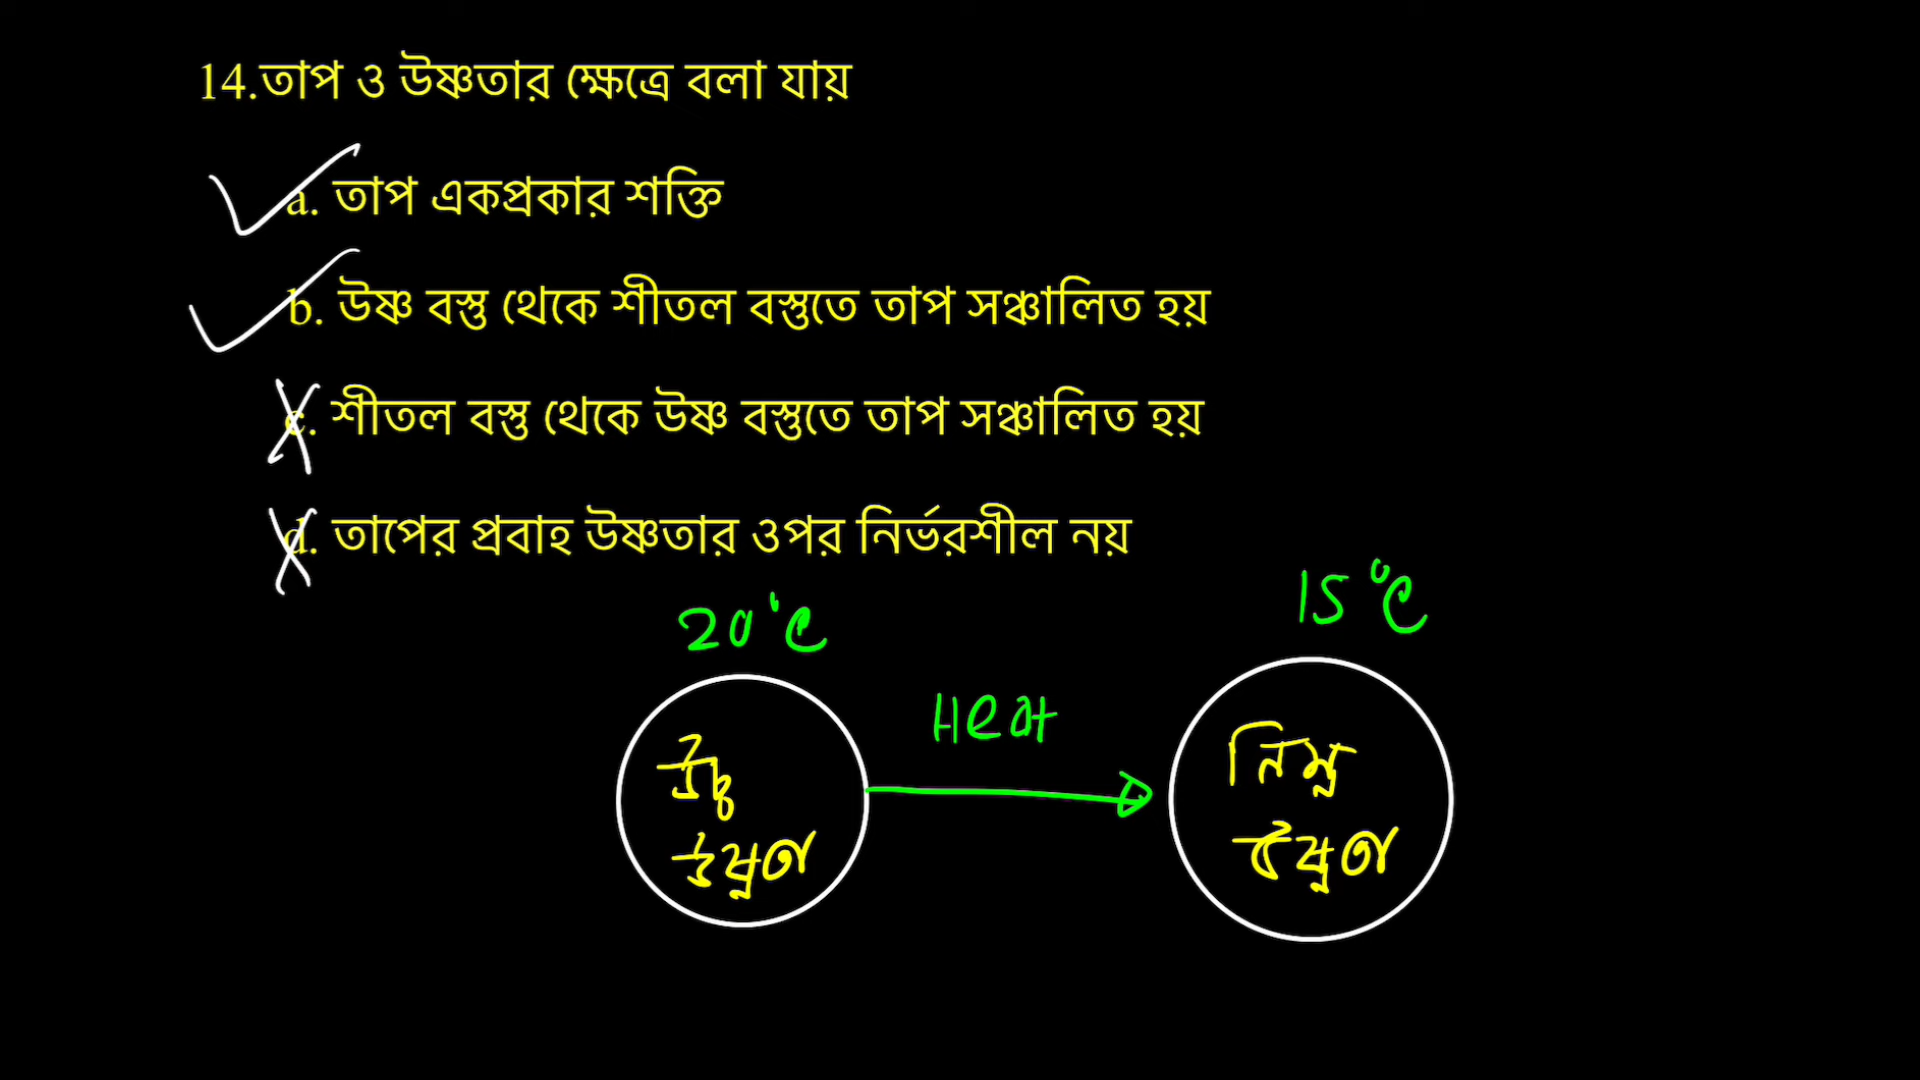 14.তাপ ও উষ্ণতার ক্ষেত্রে বলা যায়
a. তাপ একপ্রকার শক্তি
b. উষ্ণ বস্তু থেকে শীতল বস্তুতে তাপ সঞ্চালিত হয়
c. শীতল বস্তু থেকে উষ্ণ বস্তুতে তাপ সঞ্চালিত হয়
d. তাপের প্রবাহ উষ্ণতার ওপর নির্ভরশীল নয়
20°C
15°C
Heat
উচ্চ
উষ্ণতা
নিম্ন
উষ্ণতা